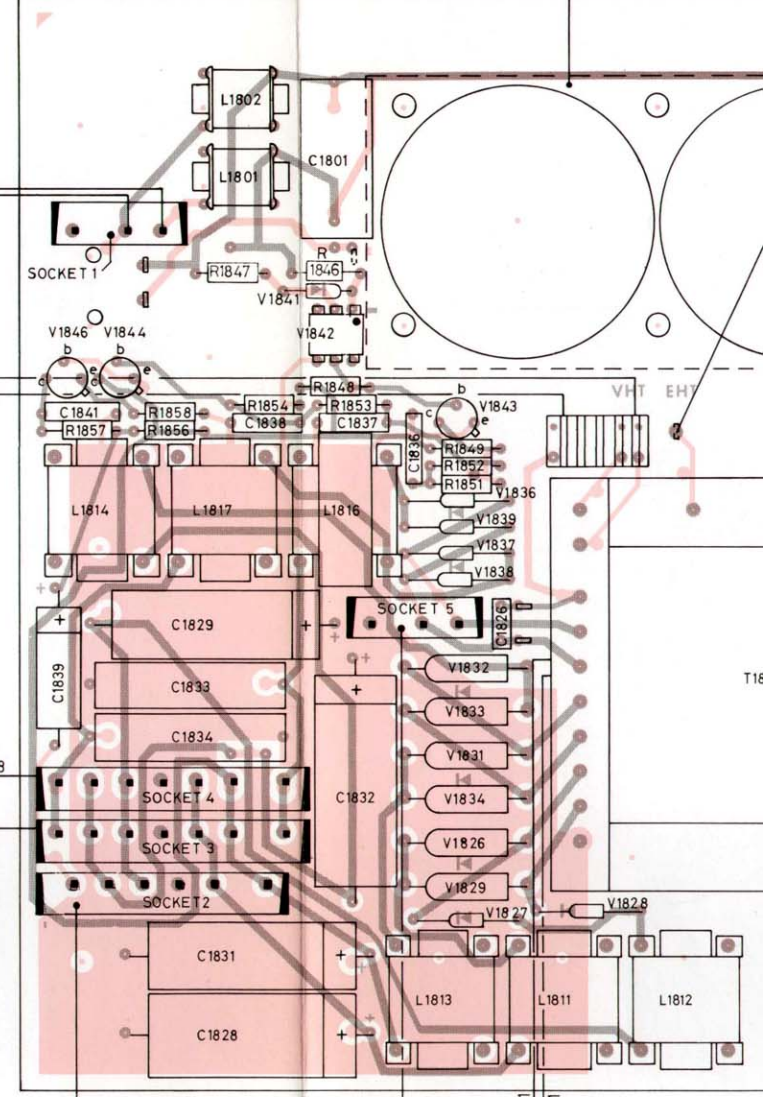 L1802
L1801
C1801
SOCKET 1
R1847
R
1846
V1841
V1842
V1846 V1844
b b
c e c e
R1848
C1841 R1858 R1854 R1853
R1857 R1856 C1838 C1837
C1836
b
c e
V1843
R1849
R1852
R1851
VHT EHT
V1836
V1839
V1837
V1838
L1814 L1817 L1816
SOCKET 5
C1826
+
C1829 +
+
C1839
C1833
C1834
+
C1832
V1832
V1833
V1831
V1834
V1826
V1829
V1827
V1828
T18
SOCKET 4
SOCKET 3
SOCKET 2
C1831 +
C1828 +
L1813 L1811 L1812